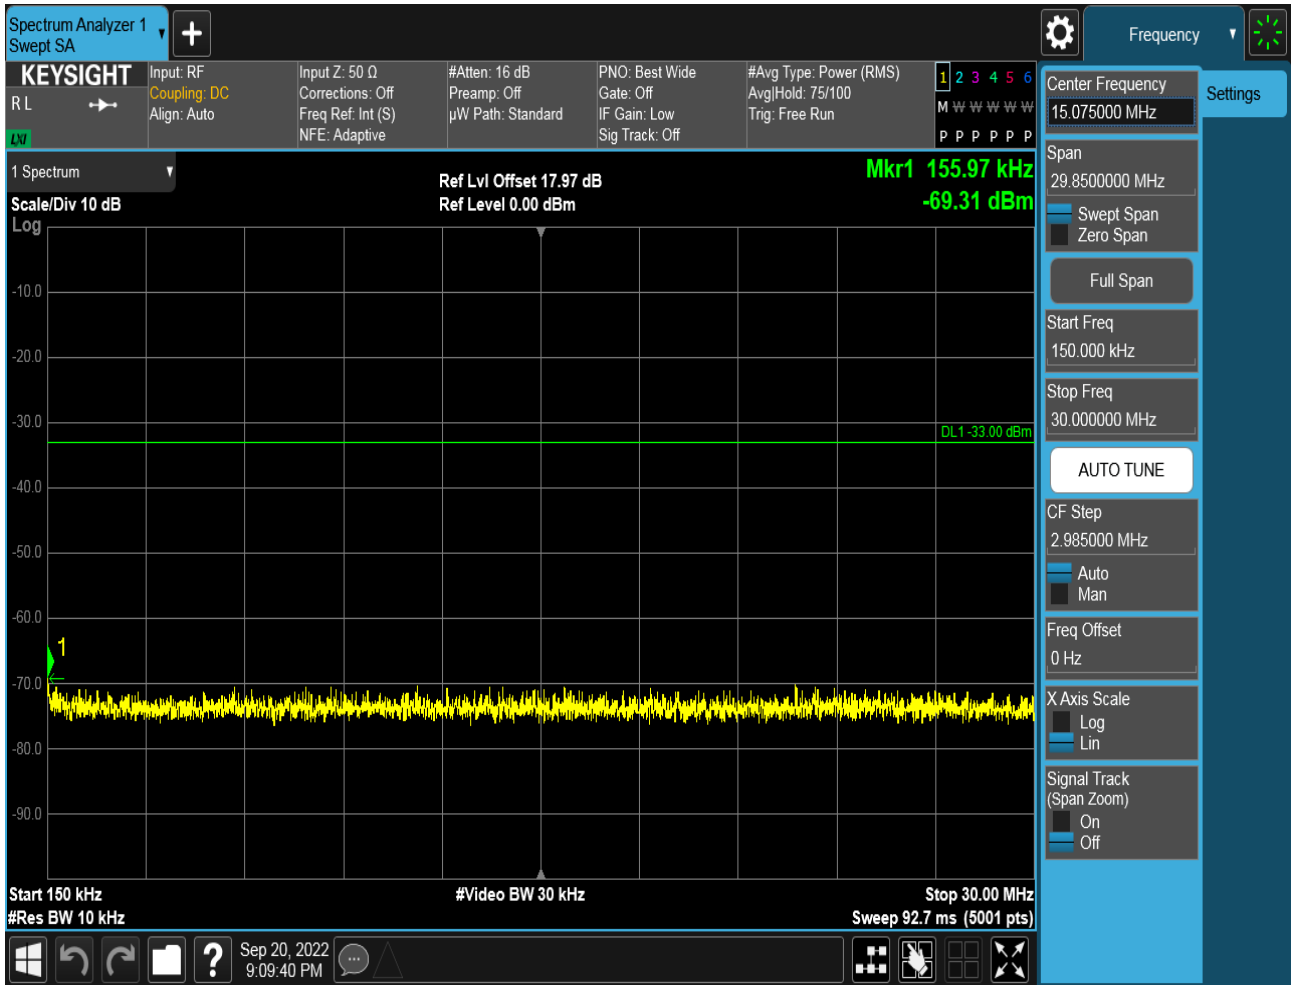 Spectrum Analyzer 1
Swept SA
Frequency
KEYSIGHT
R L
LXI
Input: RF
Coupling: DC
Align: Auto
Input Z: 50 Ω
Corrections: Off
Freq Ref: Int (S)
NFE: Adaptive
#Atten: 16 dB
Preamp: Off
µW Path: Standard
PNO: Best Wide
Gate: Off
IF Gain: Low
Sig Track: Off
#Avg Type: Power (RMS)
Avg|Hold: 75/100
Trig: Free Run
1 2 3 4 5 6
M W W W W W
P P P P P P
1 Spectrum
Scale/Div 10 dB
Log
Ref Lvl Offset 17.97 dB
Ref Level 0.00 dBm
Mkr1 155.97 kHz
-69.31 dBm
-10.0
-20.0
-30.0
DL1 -33.00 dBm
-40.0
-50.0
-60.0
1
-70.0
-80.0
-90.0
Start 150 kHz
#Video BW 30 kHz
Stop 30.00 MHz
#Res BW 10 kHz
Sweep 92.7 ms (5001 pts)
Center Frequency
15.075000 MHz
Settings
Span
29.8500000 MHz
Swept Span
Zero Span
Full Span
Start Freq
150.000 kHz
Stop Freq
30.000000 MHz
AUTO TUNE
CF Step
2.985000 MHz
Auto
Man
Freq Offset
0 Hz
X Axis Scale
Log
Lin
Signal Track
(Span Zoom)
On
Off
?
Sep 20, 2022
9:09:40 PM